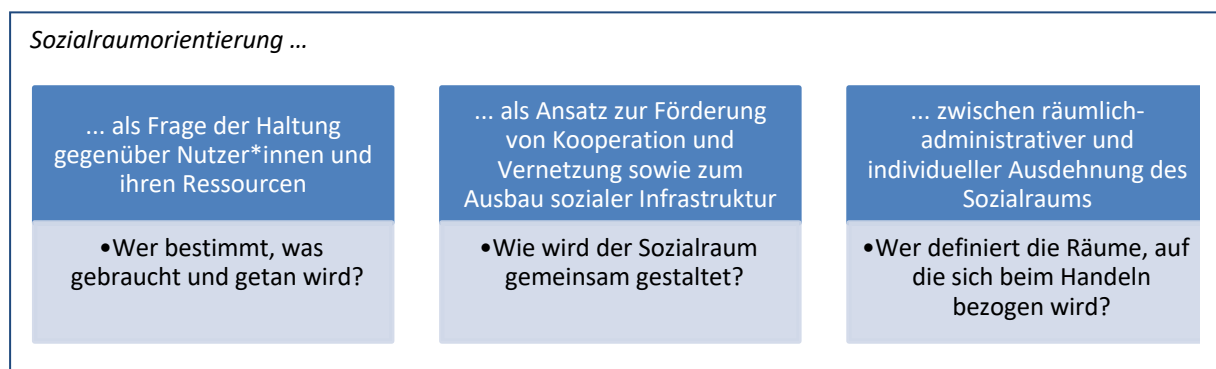 Sozialraumorientierung …
... als Frage der Haltung
gegenüber Nutzer*innen und
ihren Ressourcen
•Wer bestimmt, was
gebraucht und getan wird?
... als Ansatz zur Förderung
von Kooperation und
Vernetzung sowie zum
Ausbau sozialer Infrastruktur
•Wie wird der Sozialraum
gemeinsam gestaltet?
... zwischen räumlich-
administrativer und
individueller Ausdehnung des
Sozialraums
•Wer definiert die Räume, auf
die sich beim Handeln
bezogen wird?